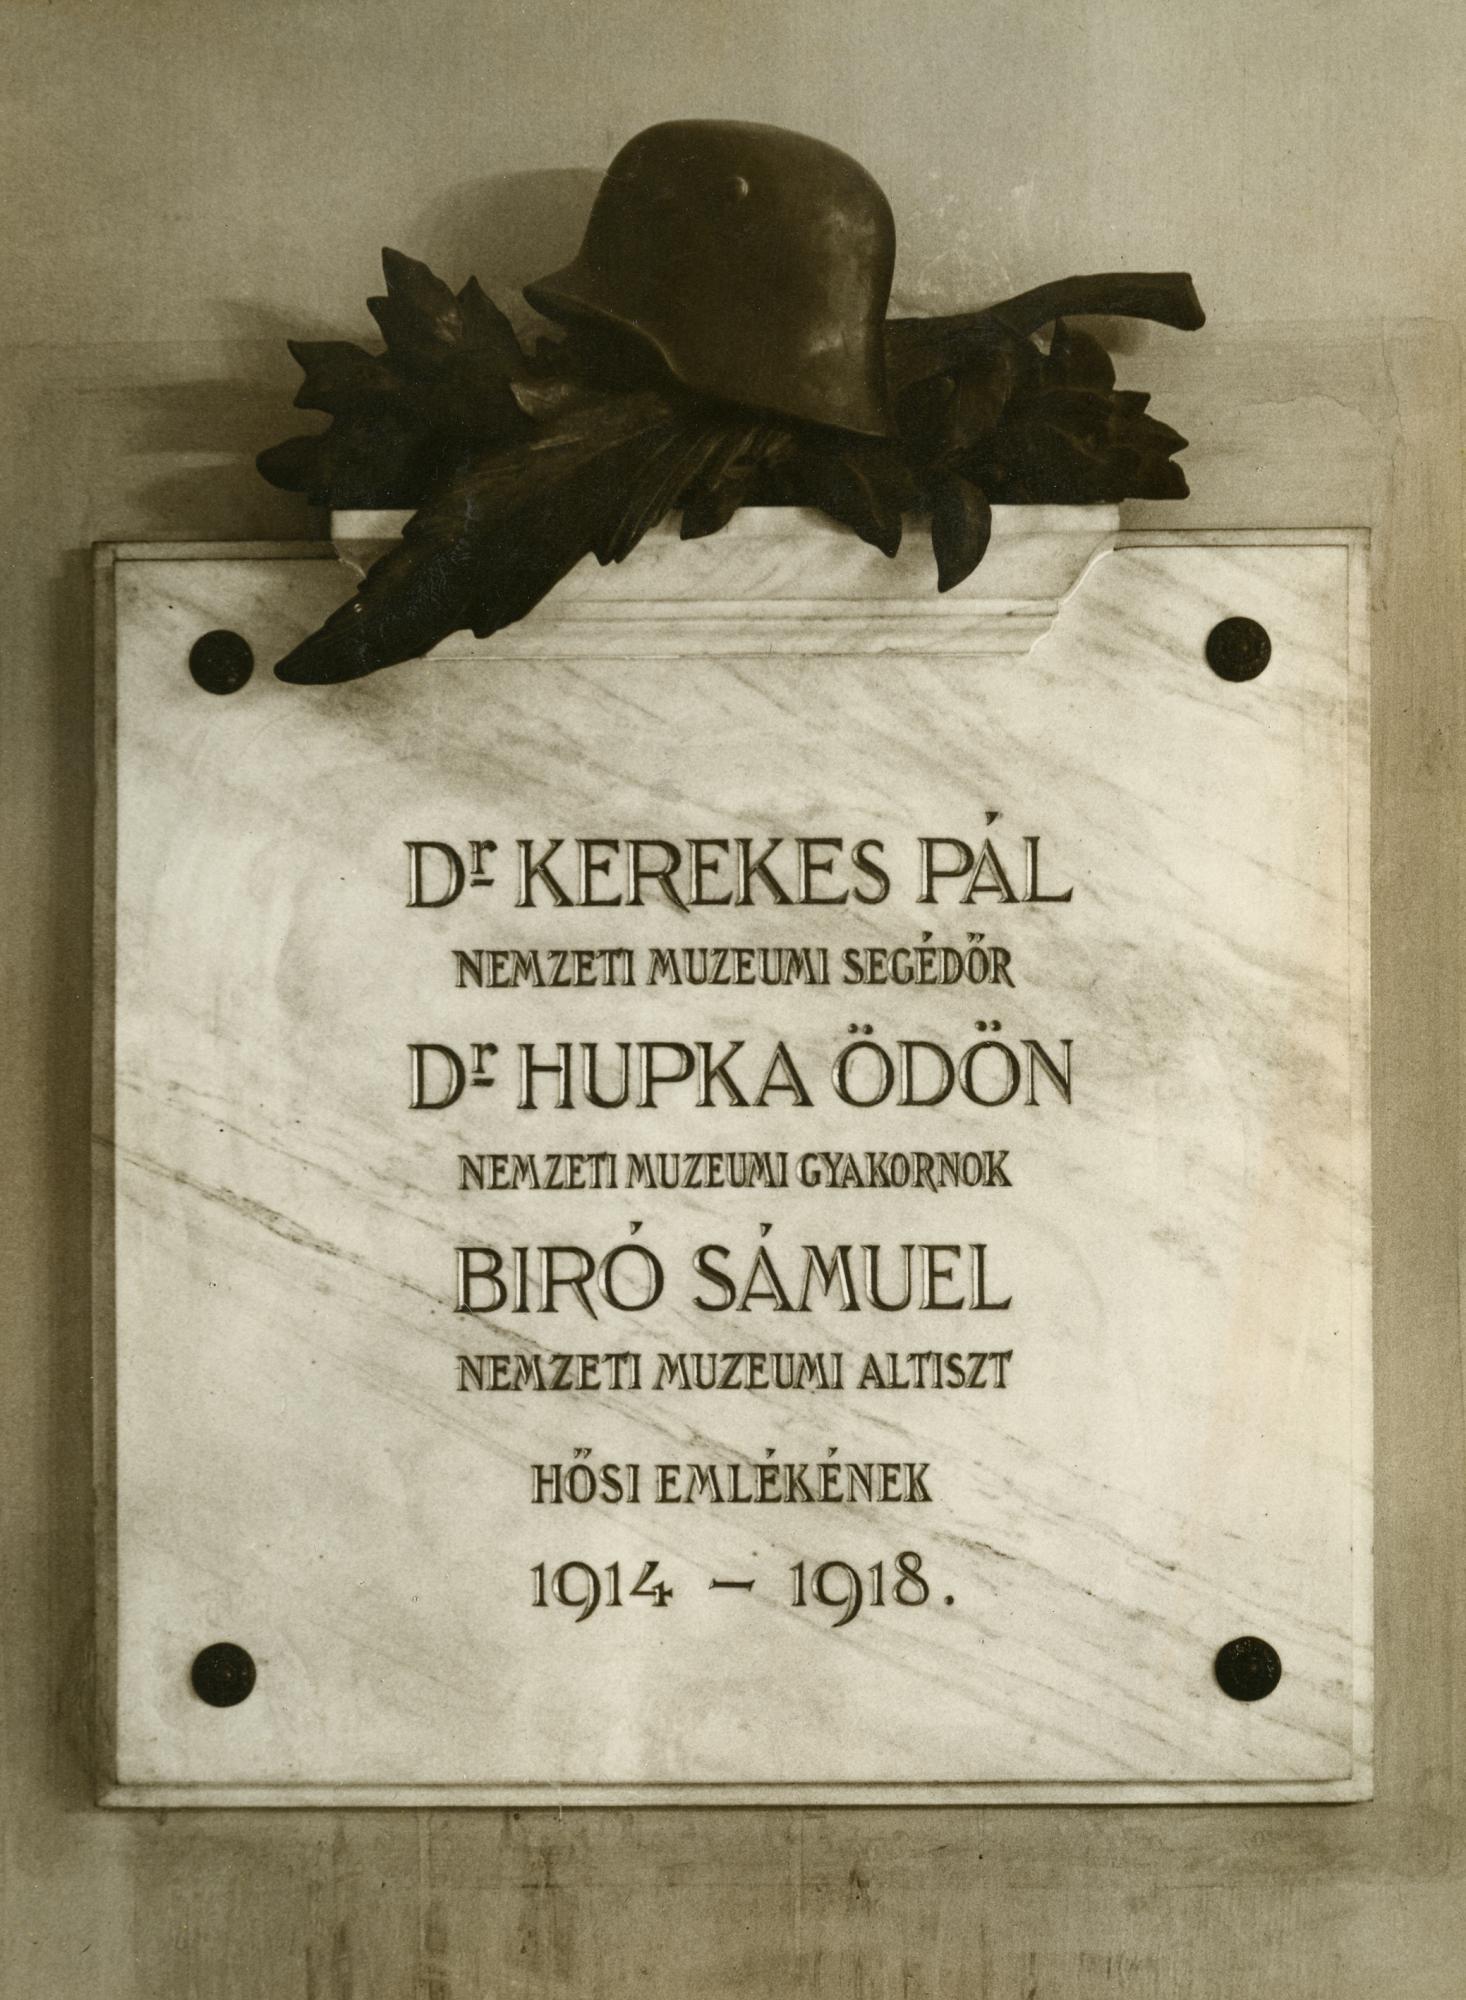 Dr KEREKES PÁL
NEMZETI MUZEUMI SEGÉDŐR
Dr HUPKA ÖDÖN
NEMZETI MUZEUMI GYAKORNOK
BIRÓ SÁMUEL
NEMZETI MUZEUMI ALTISZT
HŐSI EMLÉKÉNEK
1914 – 1918.